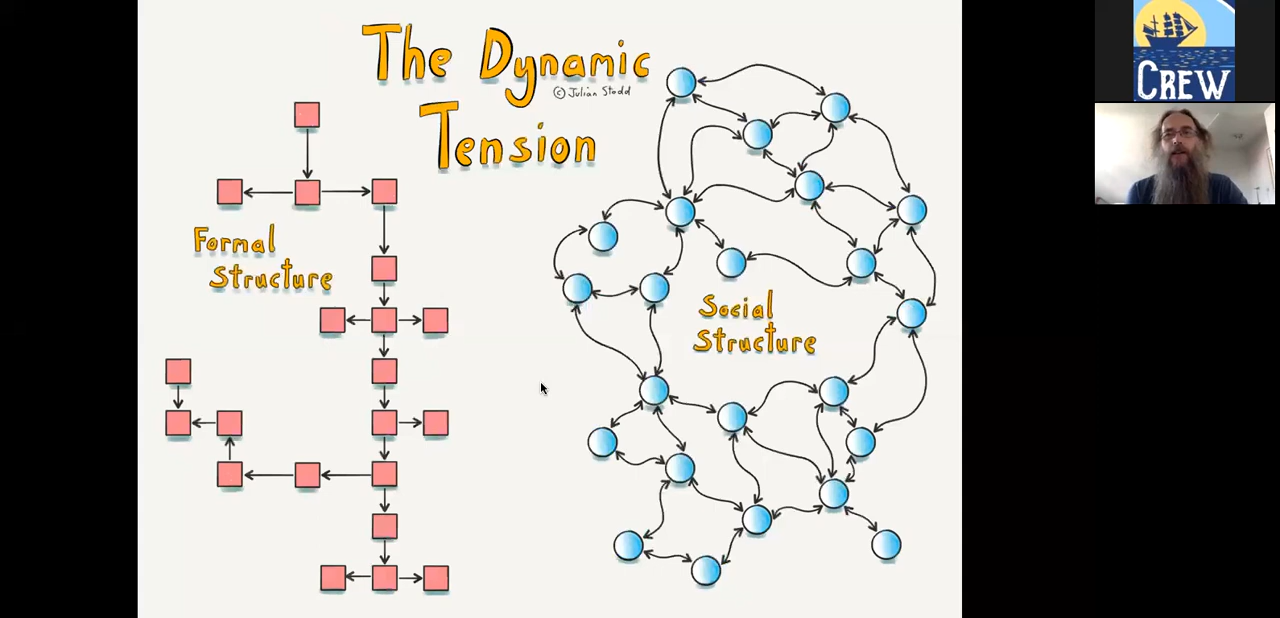 The Dynamic
© Julian Stodd
Tension
Formal
Structure
Social
Structure
CREW